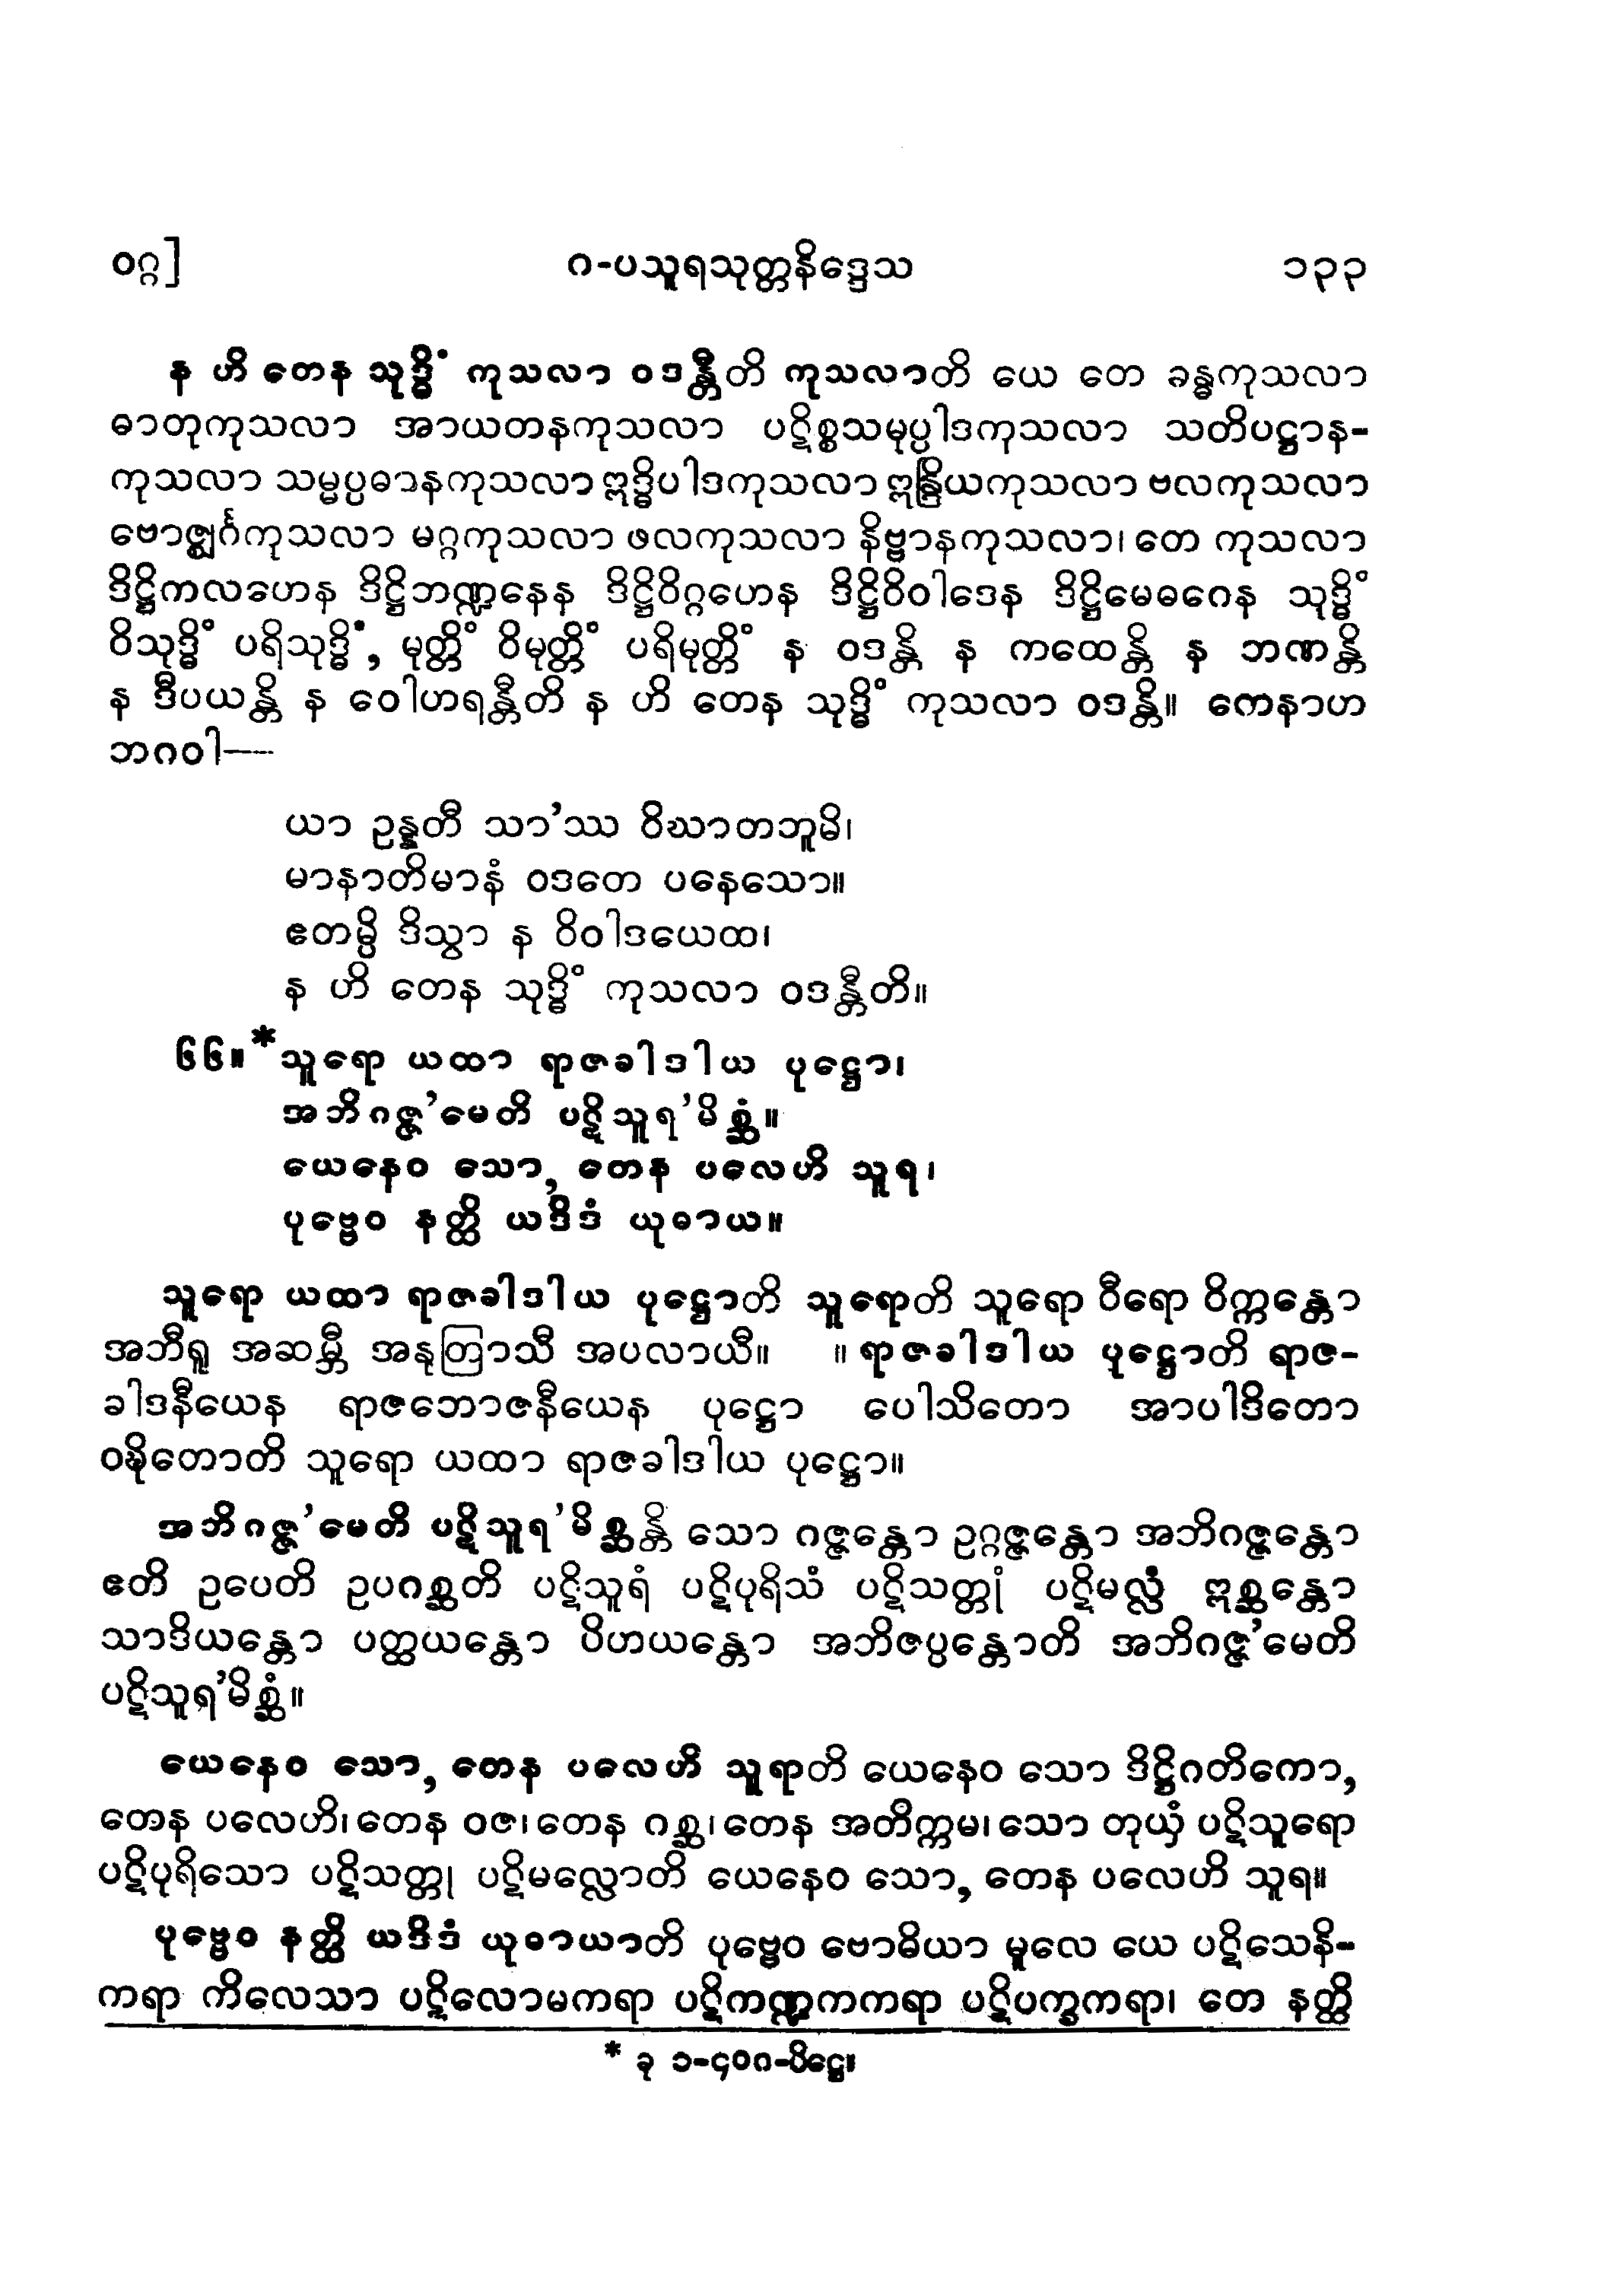 ဝဂ္ဂ] ဂ-ပသူရသုတ္တနိဒ္ဒေသ ၁၃၃
န ဟိ တေန သုဒ္ဓိံ ကုသလာ ဝဒန္တီတိ ကုသလာတိ ယေ တေ ခန္ဓကုသလာ
ဓာတုကုသလာ အာယတနကုသလာ ပဋိစ္စသမုပ္ပါဒကုသလာ သတိပဋ္ဌာန-
ကုသလာ သမ္မပ္ပဓာနကုသလာ ဣဒ္ဓိပါဒကုသလာ ဣန္ဒြိယကုသလာ ဗလကုသလာ
ဗောဇ္ဈင်္ဂကုသလာ မဂ္ဂကုသလာ ဖလကုသလာ နိဗ္ဗာနကုသလာ၊ တေ ကုသလာ
ဒိဋ္ဌိကလဟေန ဒိဋ္ဌိဘဏ္ဍနေန ဒိဋ္ဌိဝိဂ္ဂဟေန ဒိဋ္ဌိဝိဝါဒေန ဒိဋ္ဌိမေဓဂေန သုဒ္ဓိံ
ဝိသုဒ္ဓိံ ပရိသုဒ္ဓိံ, မုတ္တိံ ဝိမုတ္တိံ ပရိမုတ္တိံ န ဝဒန္တိ န ကထေန္တိ န ဘဏန္တိ
န ဒီပယန္တိ န ဝေါဟရန္တီတိ န ဟိ တေန သုဒ္ဓိံ ကုသလာ ဝဒန္တိ။ ကေနာဟ
ဘဂဝါ—
ယာ ဥန္နတီ သာ’ဿ ဝိဃာတဘူမိ၊
မာနာတိမာနံ ဝဒတေ ပနေသော။
ဧတမ္ပိ ဒိသွာ န ဝိဝါဒယေထ၊
န ဟိ တေန သုဒ္ဓိံ ကုသလာ ဝဒန္တီတိ။
၆၆။ *သူရော ယထာ ရာဇခါဒါယ ပုဋ္ဌော၊
အဘိဂဇ္ဇ’မေတိ ပဋိသူရ’မိစ္ဆံ။
ယေနေဝ သော, တေန ပလေဟိ သူရ၊
ပုဗ္ဗေဝ နတ္ထိ ယဒိဒံ ယုဓာယ။
သူရော ယထာ ရာဇခါဒါယ ပုဋ္ဌောတိ သူရောတိ သူရော ဝီရော ဝိက္ကန္တော
အဘီရူ အဆမ္ဘီ အနုတြာသီ အပလာယီ။ ။ ရာဇခါဒါယ ပုဋ္ဌောတိ ရာဇ-
ခါဒနီယေန ရာဇဘောဇနီယေန ပုဋ္ဌော ပေါသိတော အာပါဒိတော
ဝဍ္ဎိတောတိ သူရော ယထာ ရာဇခါဒါယ ပုဋ္ဌော။
အဘိဂဇ္ဇ’မေတိ ပဋိသူရ’မိစ္ဆန္တိ သော ဂဇ္ဇန္တော ဥဂ္ဂဇ္ဇန္တော အဘိဂဇ္ဇန္တော
ဧတိ ဥပေတိ ဥပဂစ္ဆတိ ပဋိသူရံ ပဋိပုရိသံ ပဋိသတ္တုံ ပဋိမလ္လံ ဣစ္ဆန္တော
သာဒိယန္တော ပတ္ထယန္တော ပိဟယန္တော အဘိဇပ္ပန္တောတိ အဘိဂဇ္ဇ’မေတိ
ပဋိသူရ’မိစ္ဆံ။
ယေနေဝ သော, တေန ပလေဟိ သူရာတိ ယေနေဝ သော ဒိဋ္ဌိဂတိကော,
တေန ပလေဟိ၊ တေန ဝဇ၊ တေန ဂစ္ဆ၊ တေန အတိက္ကမ၊ သော တုယှံ ပဋိသူရော
ပဋိပုရိသော ပဋိသတ္တု ပဋိမလ္လောတိ ယေနေဝ သော, တေန ပလေဟိ သူရ။
ပုဗ္ဗေဝ နတ္ထိ ယဒိဒံ ယုဓာယာတိ ပုဗ္ဗေဝ ဗောဓိယာ မူလေ ယေ ပဋိသေနိ-
ကရာ ကိလေသာ ပဋိလောမကရာ ပဋိကဏ္ဍကကရာ ပဋိပက္ခကရာ၊ တေ နတ္ထိ
* ခု ၁-၄၀၈-ပိဋ္ဌေ။